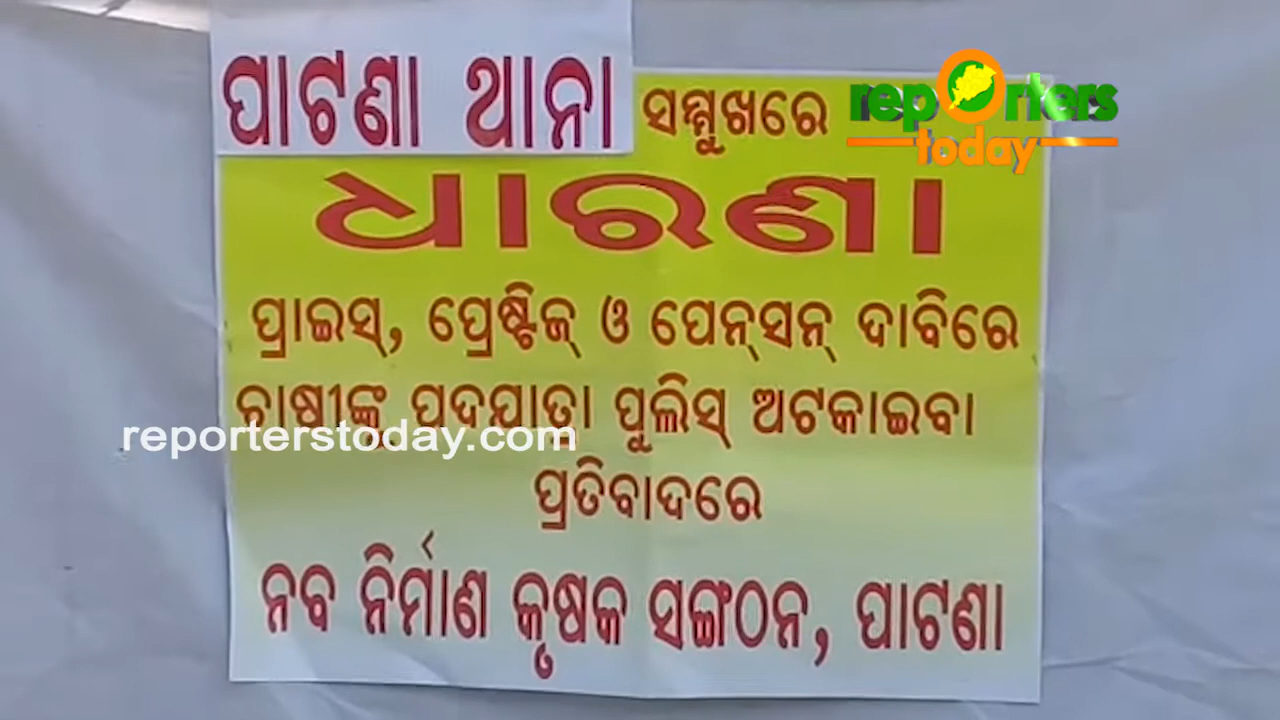 ପାଟଣା ଥାନା ସମ୍ମୁଖରେ
reporters
today
ଧାରଣା
ପ୍ରାଇସ୍, ପ୍ରେଷ୍ଟିଜ୍ ଓ ପେନ୍‌ସନ୍ ଦାବିରେ
ଚାଷୀଙ୍କ ପଦଯାତ୍ରା ପୁଲିସ୍ ଅଟକାଇବା
reporterstoday.com
ପ୍ରତିବାଦରେ
ନବ ନିର୍ମାଣ କୃଷକ ସଙ୍ଗଠନ, ପାଟଣା